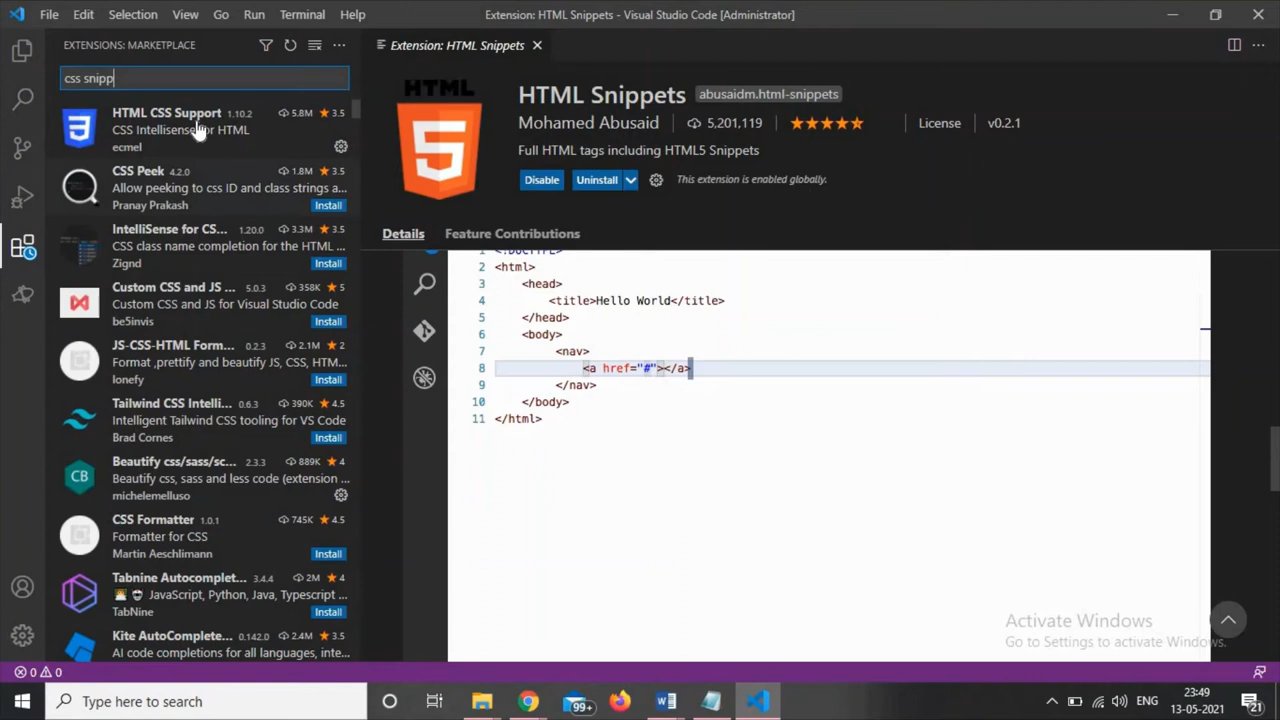 File Edit Selection View Go Run Terminal Help
Extension: HTML Snippets - Visual Studio Code [Administrator]
EXTENSIONS: MARKETPLACE
Extension: HTML Snippets
css snipp
HTML CSS Support 1.10.2 5.8M 3.5
CSS Intellisense for HTML
ecmel
CSS Peek 4.2.0 1.8M 3.5
Allow peeking to css ID and class strings a...
Pranay Prakash Install
IntelliSense for CS... 1.20.0 3.3M 3.5
CSS class name completion for the HTML ...
Zignd Install
Custom CSS and JS ... 5.0.3 358K 5
Custom CSS and JS for Visual Studio Code
be5invis Install
JS-CSS-HTML Form... 0.2.3 2.1M 2
Format ,prettify and beautify JS, CSS, HTM...
lonefy Install
Tailwind CSS Intelli... 0.6.3 390K 4.5
Intelligent Tailwind CSS tooling for VS Code
Brad Cornes Install
Beautify css/sass/sc... 2.3.3 889K 4
Beautify css, sass and less code (extension ...
michelemelluso
CB
CSS Formatter 1.0.1 745K 4.5
Formatter for CSS
Martin Aeschlimann Install
Tabnine Autocomplet... 3.4.4 2M 4
JavaScript, Python, Java, Typescript ...
TabNine Install
Kite AutoComplete... 0.142.0 2.4M 3.5
AI code completions for all languages, inte...
HTML
5
HTML Snippets abusaidm.html-snippets
Mohamed Abusaid 5,201,119 License v0.2.1
Full HTML tags including HTML5 Snippets
Disable Uninstall This extension is enabled globally.
Details Feature Contributions
1 <!DOCTYPE>
2 <html>
3 <head>
4 <title>Hello World</title>
5 </head>
6 <body>
7 <nav>
8 <a href="#"></a>
9 </nav>
10 </body>
11 </html>
Activate Windows
Go to Settings to activate Windows.
0 0
Type here to search
99+
ENG
23:49
13-05-2021
21